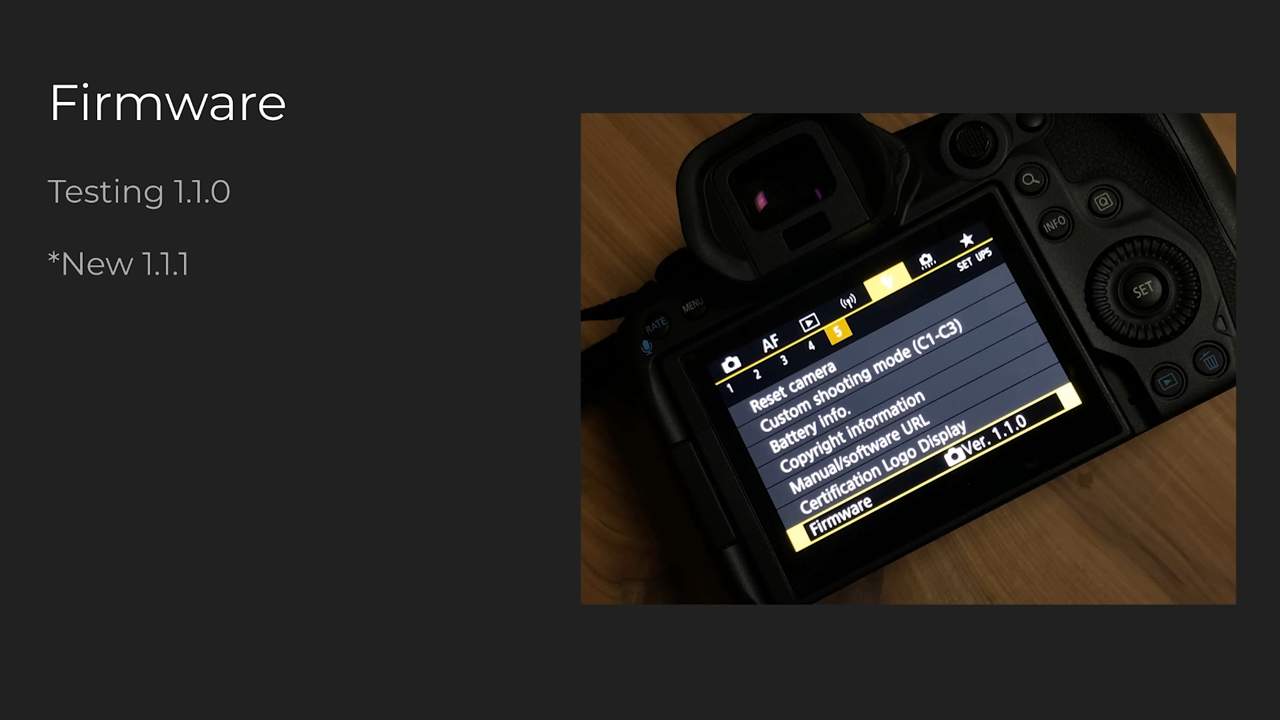 Firmware
Testing 1.1.0
*New 1.1.1
RATE
MENU
INFO
SET
AF
SET UP5
1 2 3 4 5
Reset camera
Custom shooting mode (C1-C3)
Battery info.
Copyright information
Manual/software URL
Certification Logo Display
Firmware Ver. 1.1.0